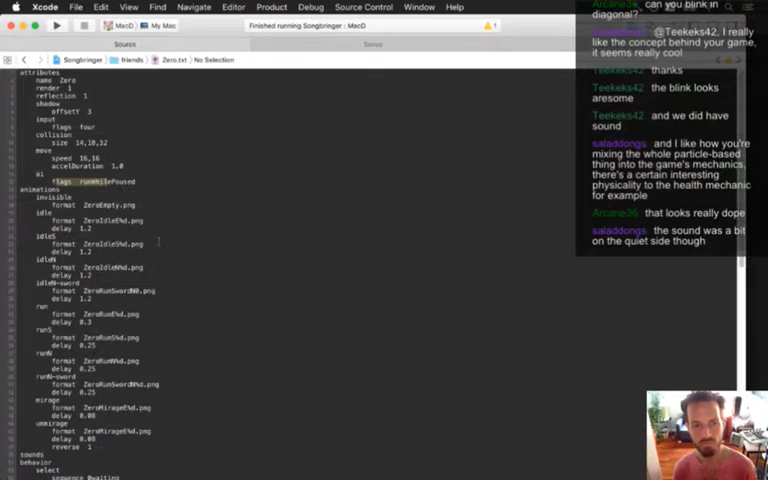 Xcode File Edit View Find Navigate Editor Product Debug Source Control Window Help
MacD My Mac Finished running Songbringer : MacD 1
Source
Songbringer friends Zero.txt No Selection
attributes
name Zero
render 1
reflection 1
shadow
offsetY 3
input
flags four
collision
size 14,10,32
move
speed 16,16
accelDuration 1.0
ai
flags runWhilePaused
animations
invisible
format ZeroEmpty.png
idle
format ZeroIdleE%d.png
delay 1.2
idleS
format ZeroIdleS%d.png
delay 1.2
idleN
format ZeroIdleN%d.png
delay 1.2
idleN-sword
format ZeroRunSwordN0.png
delay 1.2
run
format ZeroRunE%d.png
delay 0.3
runS
format ZeroRunS%d.png
delay 0.25
runN
format ZeroRunN%d.png
delay 0.25
runN-sword
format ZeroRunSwordN%d.png
delay 0.25
mirage
format ZeroMirageE%d.png
delay 0.08
unmirage
format ZeroMirageE%d.png
delay 0.08
reverse 1
sounds
behavior
select
sequence @waiting
can you blink in
diagonal?
saladdongs @Teekeks42, I really
like the concept behind your game,
it seems really cool
Teekeks42 thanks
Teekeks42 the blink looks
aresome
Teekeks42 and we did have
sound
saladdongs and I like how you're
mixing the whole particle-based
thing into the game's mechanics,
there's a certain interesting
physicality to the health mechanic
for example
Arcane36 that looks really dope
saladdongs the sound was a bit
on the quiet side though